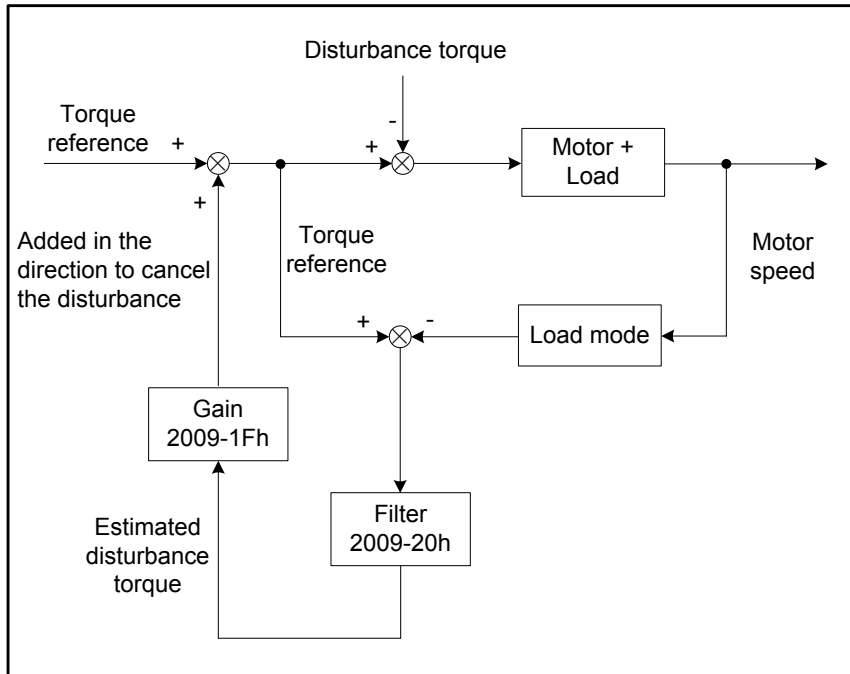 Disturbance torque
Torque
reference
+
-
+
Motor +
Load
+
Added in the
direction to cancel
the disturbance
Torque
reference
Motor
speed
+
-
Load mode
Gain
2009-1Fh
Filter
2009-20h
Estimated
disturbance
torque